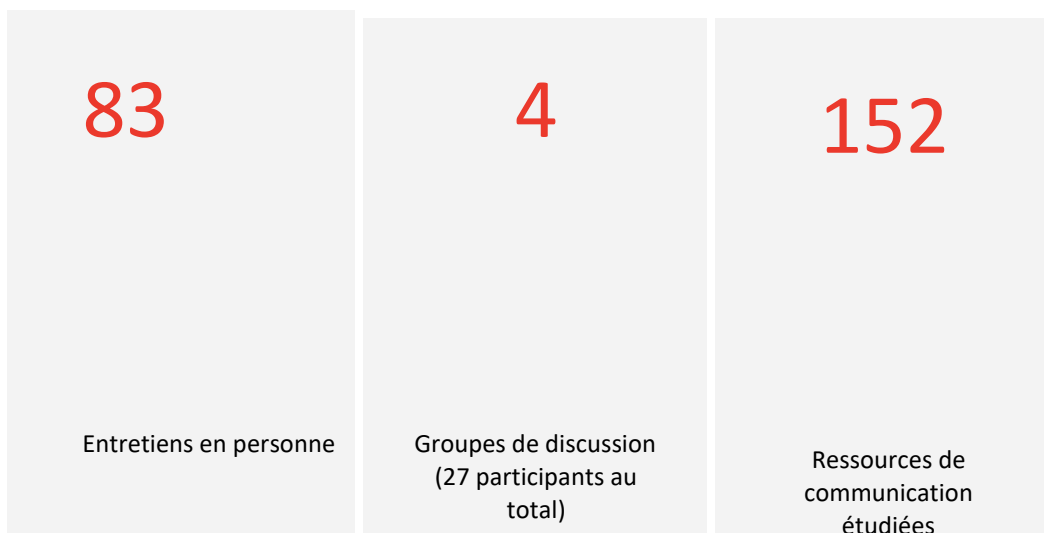 83
Entretiens en personne
4
Groupes de discussion
(27 participants au
total)
152
Ressources de
communication
étudiées